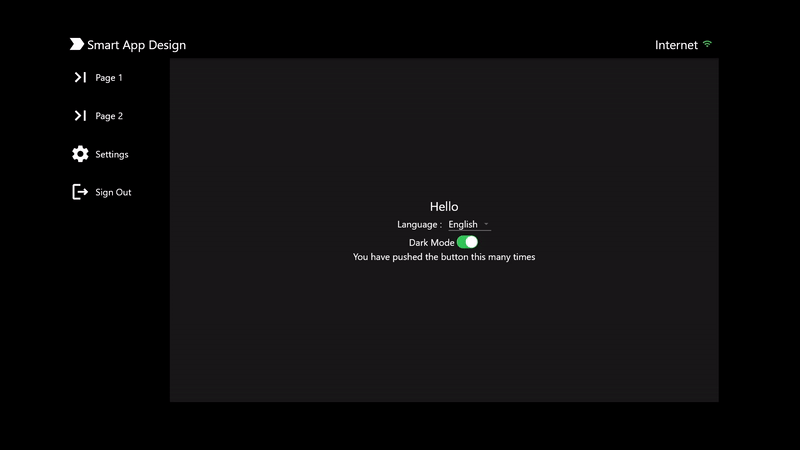 Smart App Design
Internet
Page 1
Page 2
Settings
Sign Out
Hello
Language : English
Dark Mode
You have pushed the button this many times